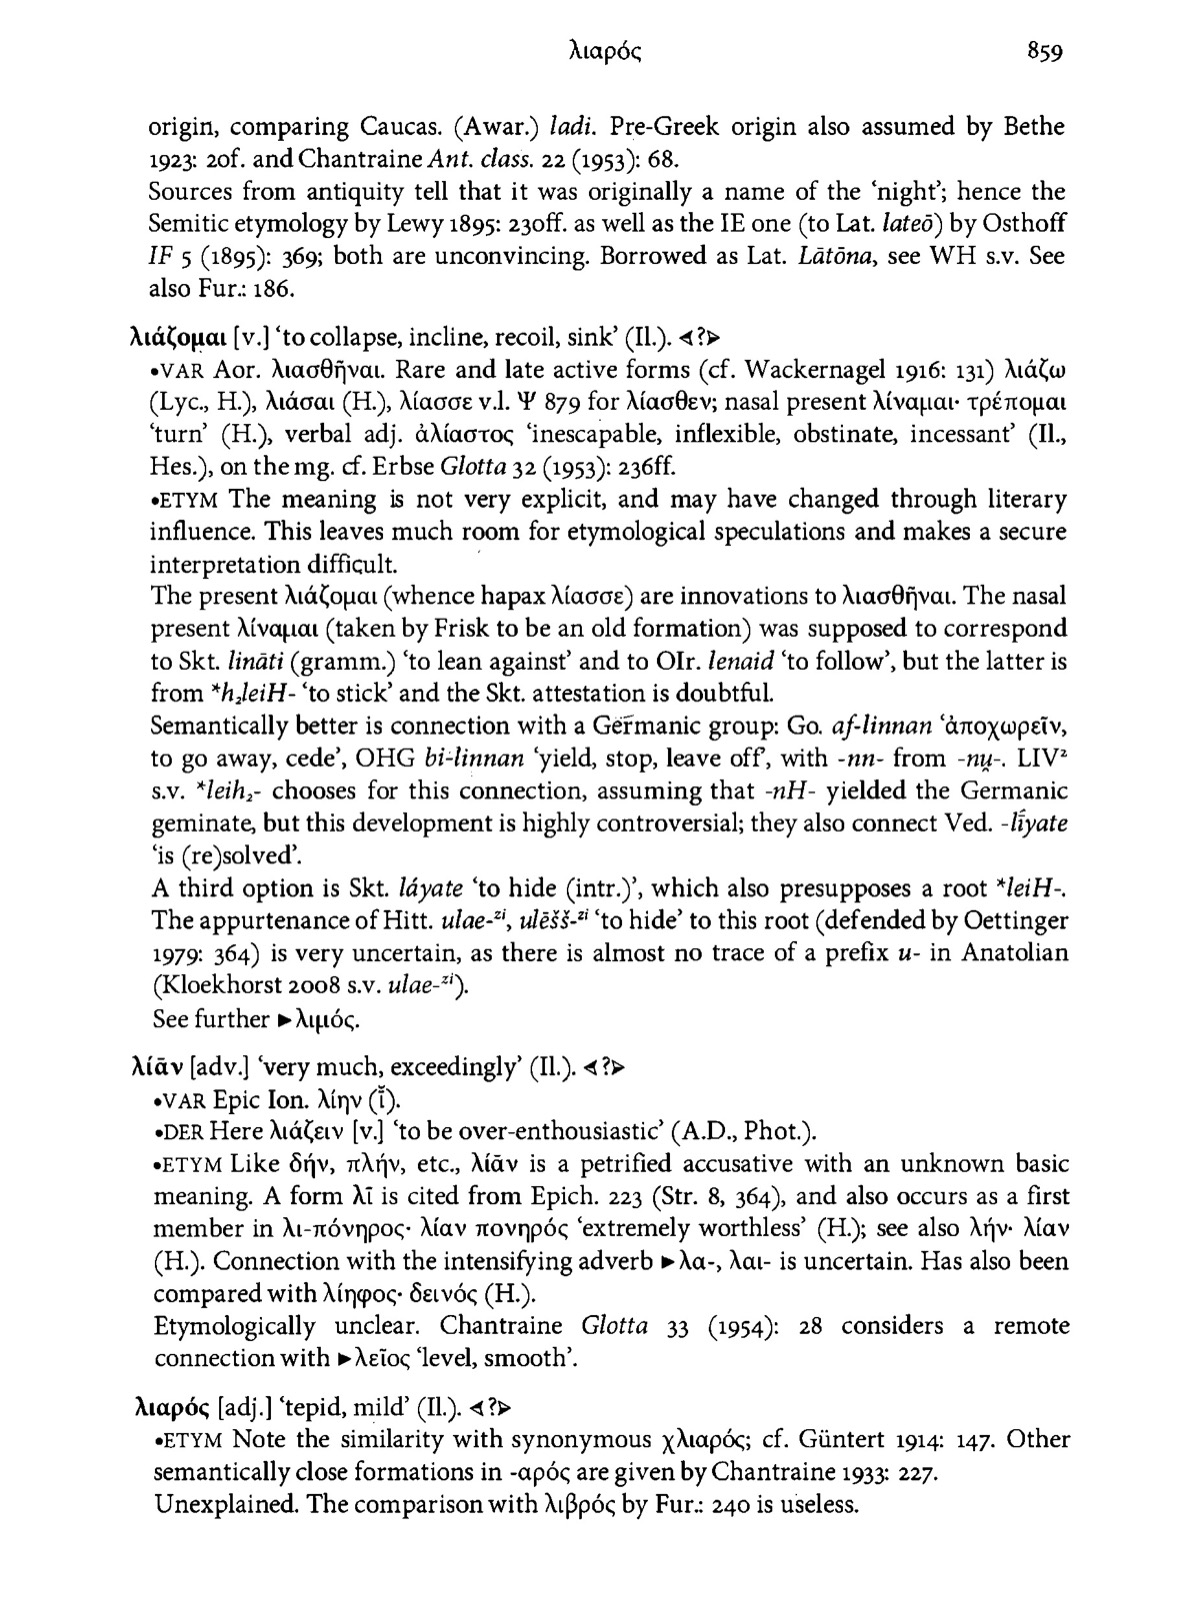 λιαρός 859
origin, comparing Caucas. (Awar.) ladi. Pre-Greek origin also assumed by Bethe
1923: 20f. and Chantraine Ant. class. 22 (1953): 68.
Sources from antiquity tell that it was originally a name of the ‘night’; hence the
Semitic etymology by Lewy 1895: 230ff. as well as the IE one (to Lat. lateō) by Osthoff
IF 5 (1895): 369; both are unconvincing. Borrowed as Lat. Lātōna, see WH s.v. See
also Fur.: 186.
λιάζομαι [v.] ‘to collapse, incline, recoil, sink’ (Il.). ⊲?⊳
•VAR Aor. λιασθῆναι. Rare and late active forms (cf. Wackernagel 1916: 131) λιάζω
(Lyc., H.), λιάσαι (H.), λίασσε v.l. Ψ 879 for λίασθεν; nasal present λίναμαι· τρέπομαι
‘turn’ (H.), verbal adj. ἀλίαστος ‘inescapable, inflexible, obstinate, incessant’ (Il.,
Hes.), on the mg. cf. Erbse Glotta 32 (1953): 236ff.
•ETYM The meaning is not very explicit, and may have changed through literary
influence. This leaves much room for etymological speculations and makes a secure
interpretation difficult.
The present λιάζομαι (whence hapax λίασσε) are innovations to λιασθῆναι. The nasal
present λίναμαι (taken by Frisk to be an old formation) was supposed to correspond
to Skt. lināti (gramm.) ‘to lean against’ and to OIr. lenaid ‘to follow’, but the latter is
from *h₂leiH- ‘to stick’ and the Skt. attestation is doubtful.
Semantically better is connection with a Germanic group: Go. af-linnan ‘ἀποχωρεῖν,
to go away, cede’, OHG bi-linnan ‘yield, stop, leave off’, with -nn- from -nu̯-. LIV²
s.v. *leih₂- chooses for this connection, assuming that -nH- yielded the Germanic
geminate, but this development is highly controversial; they also connect Ved. -lī́yate
‘is (re)solved’.
A third option is Skt. láyate ‘to hide (intr.)’, which also presupposes a root *leiH-.
The appurtenance of Hitt. ulae-ᶻⁱ, ulēšš-ᶻⁱ ‘to hide’ to this root (defended by Oettinger
1979: 364) is very uncertain, as there is almost no trace of a prefix u- in Anatolian
(Kloekhorst 2008 s.v. ulae-ᶻⁱ).
See further ►λιμός.
λίᾱν [adv.] ‘very much, exceedingly’ (Il.). ⊲?⊳
•VAR Epic Ion. λίην (ῑ̆).
•DER Here λιάζειν [v.] ‘to be over-enthousiastic’ (A.D., Phot.).
•ETYM Like δήν, πλήν, etc., λίᾱν is a petrified accusative with an unknown basic
meaning. A form λῑ is cited from Epich. 223 (Str. 8, 364), and also occurs as a first
member in λι-πόνηρος· λίαν πονηρός ‘extremely worthless’ (H.); see also λήν· λίαν
(H.). Connection with the intensifying adverb ►λα-, λαι- is uncertain. Has also been
compared with λίηφος· δεινός (H.).
Etymologically unclear. Chantraine Glotta 33 (1954): 28 considers a remote
connection with ►λεῖος ‘level, smooth’.
λιαρός [adj.] ‘tepid, mild’ (Il.). ⊲?⊳
•ETYM Note the similarity with synonymous χλιαρός; cf. Güntert 1914: 147. Other
semantically close formations in -αρός are given by Chantraine 1933: 227.
Unexplained. The comparison with λιβρός by Fur.: 240 is useless.